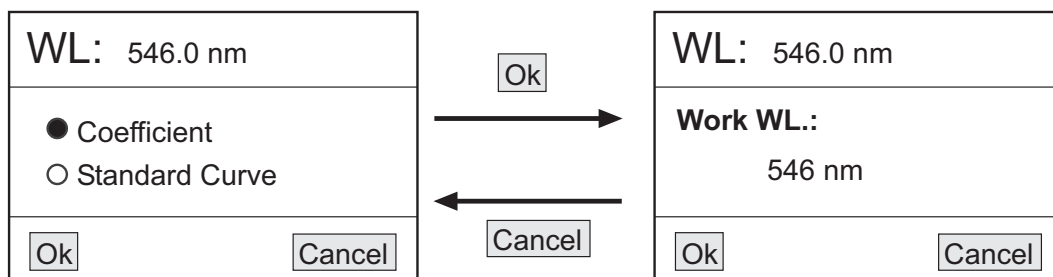 WL: 546.0 nm
Coefficient
Standard Curve
Ok
Cancel
Ok
Cancel
WL: 546.0 nm
Work WL.:
546 nm
Ok
Cancel